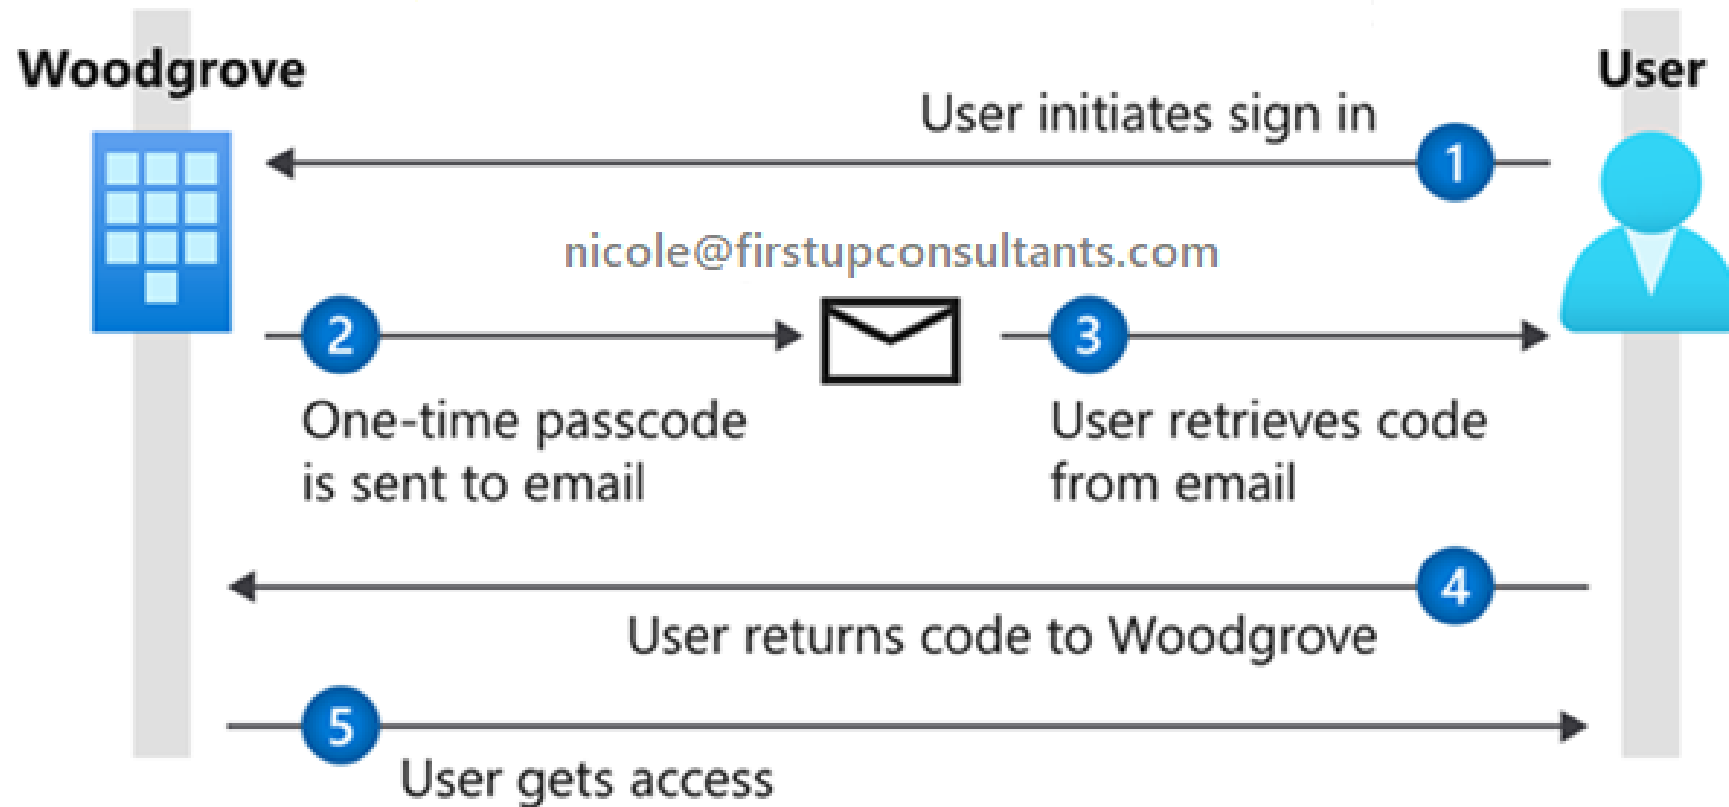 Woodgrove
User
User initiates sign in
1
nicole@firstupconsultants.com
2
3
One-time passcode
is sent to email
User retrieves code
from email
4
User returns code to Woodgrove
5
User gets access